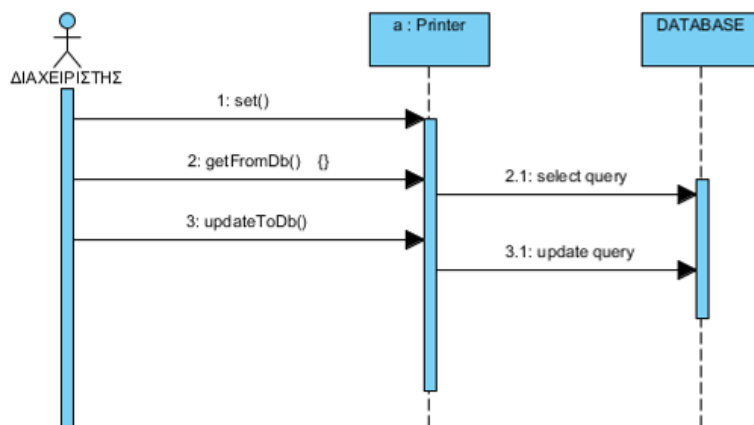 a : Printer
DATABASE
ΔΙΑΧΕΙΡΙΣΤΗΣ
1: set()
2: getFromDb() {}
2.1: select query
3: updateToDb()
3.1: update query